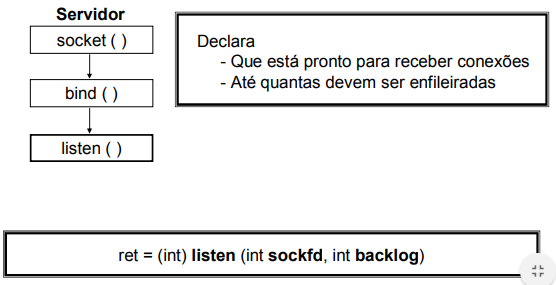 Servidor
socket ( )
bind ( )
listen ( )
Declara
- Que está pronto para receber conexões
- Até quantas devem ser enfileiradas
ret = (int) listen (int sockfd, int backlog)